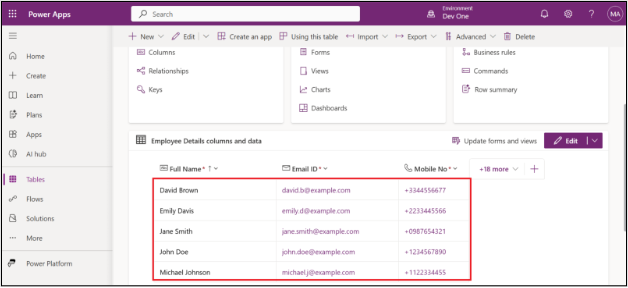 Power Apps
Search
Environment
Dev One
MA
New
Edit
Create an app
Using this table
Import
Export
Advanced
Delete
Home
Create
Learn
Plans
Apps
AI hub
Tables
Flows
Solutions
More
Power Platform
Columns
Relationships
Keys
Forms
Views
Charts
Dashboards
Business rules
Commands
Row summary
Employee Details columns and data
Update forms and views
Edit
Full Name * ↑
Email ID *
Mobile No *
+18 more
David Brown david.b@example.com +3344556677
Emily Davis emily.d@example.com +2233445566
Jane Smith jane.smith@example.com +0987654321
John Doe john.doe@example.com +1234567890
Michael Johnson michael.j@example.com +1122334455